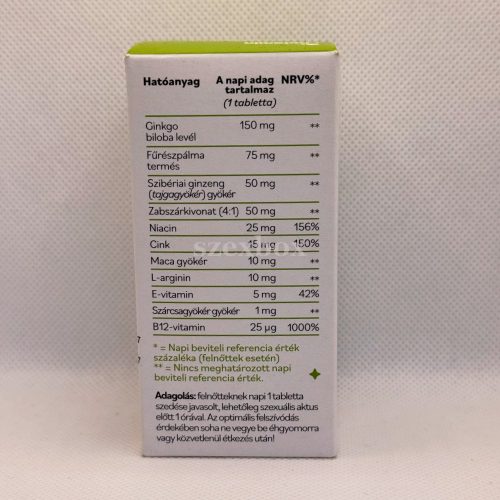 Hatóanyag A napi adag NRV%*
tartalmaz
(1 tabletta)
Ginkgo 150 mg **
biloba levél
Fűrészpálma 75 mg **
termés
Szibériai ginzeng 50 mg **
(tajgagyökér) gyökér
Zabszárkivonat (4:1) 50 mg **
Niacin 25 mg 156%
Cink 15 µg 150%
Maca gyökér 10 mg **
L-arginin 10 mg **
E-vitamin 5 mg 42%
Szárcsagyökér gyökér 1 mg **
B12-vitamin 25 µg 1000%
* = Napi beviteli referencia érték
százaléka (felnőttek esetén)
** = Nincs meghatározott napi
beviteli referencia érték.
Adagolás: felnőtteknek napi 1 tabletta
szedése javasolt, lehetőleg szexuális aktus
előtt 1 órával. Az optimális felszívódás
érdekében soha ne vegye be éhgyomorra
vagy közvetlenül étkezés után!
szexbox